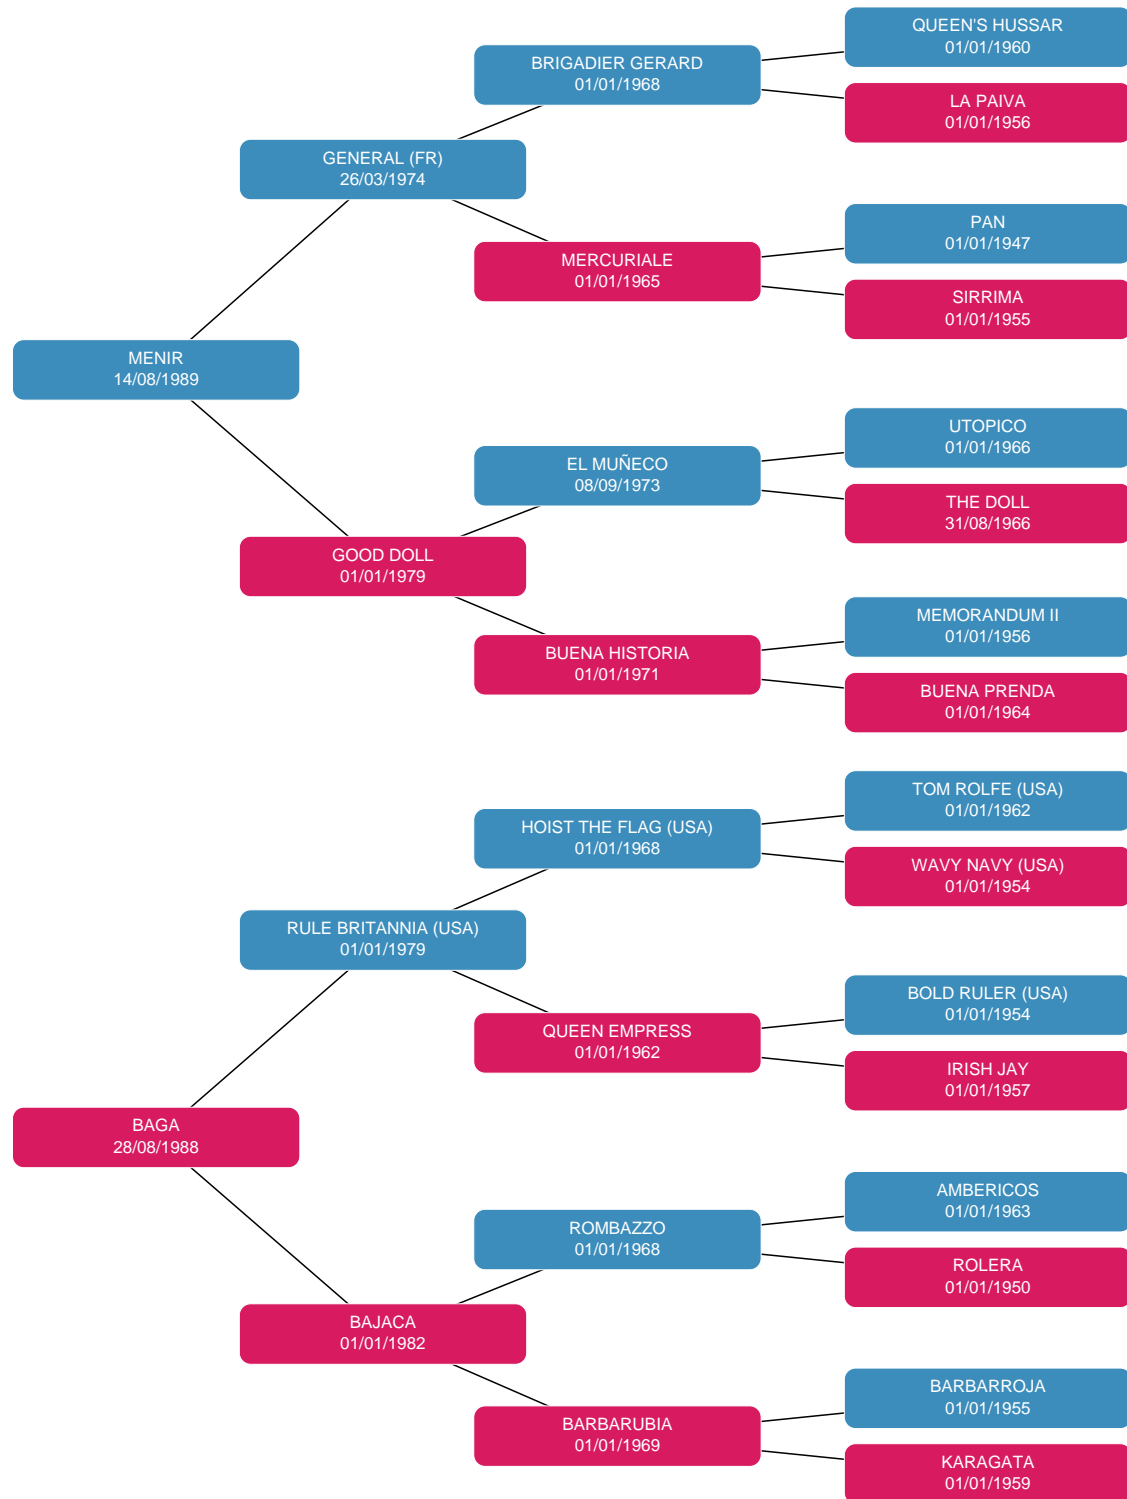 QUEEN'S HUSSAR
01/01/1960
BRIGADIER GERARD
01/01/1968
LA PAIVA
01/01/1956
GENERAL (FR)
26/03/1974
PAN
01/01/1947
MERCURIALE
01/01/1965
SIRRIMA
01/01/1955
MENIR
14/08/1989
UTOPICO
01/01/1966
EL MUÑECO
08/09/1973
THE DOLL
31/08/1966
GOOD DOLL
01/01/1979
MEMORANDUM II
01/01/1956
BUENA HISTORIA
01/01/1971
BUENA PRENDA
01/01/1964
TOM ROLFE (USA)
01/01/1962
HOIST THE FLAG (USA)
01/01/1968
WAVY NAVY (USA)
01/01/1954
RULE BRITANNIA (USA)
01/01/1979
BOLD RULER (USA)
01/01/1954
QUEEN EMPRESS
01/01/1962
IRISH JAY
01/01/1957
BAGA
28/08/1988
AMBERICOS
01/01/1963
ROMBAZZO
01/01/1968
ROLERA
01/01/1950
BAJACA
01/01/1982
BARBARROJA
01/01/1955
BARBARUBIA
01/01/1969
KARAGATA
01/01/1959